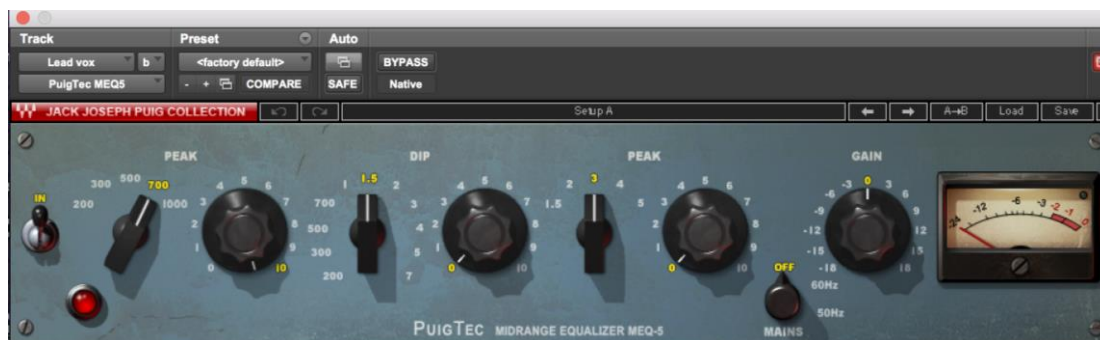 Track Preset Auto
Lead vox b <factory default> BYPASS
PuigTec MEQ5 - + COMPARE SAFE Native
JACK JOSEPH PUIG COLLECTION Setup A A→B Load Save
PEAK DIP PEAK GAIN
IN 200 300 500 700 1000
0 1 2 3 4 5 6 7 8 9 10
200 300 500 700 1 1.5 2 3 4 5 7
0 1 2 3 4 5 6 7 8 9 10
1.5 2 3 4 5
0 1 2 3 4 5 6 7 8 9 10
-18 -15 -12 -9 -6 -3 0 3 6 9 12 15 18
-24 -12 -6 -3 -2 -1 0
OFF
60Hz
50Hz
MAINS
PUIGTEC MIDRANGE EQUALIZER MEQ-5